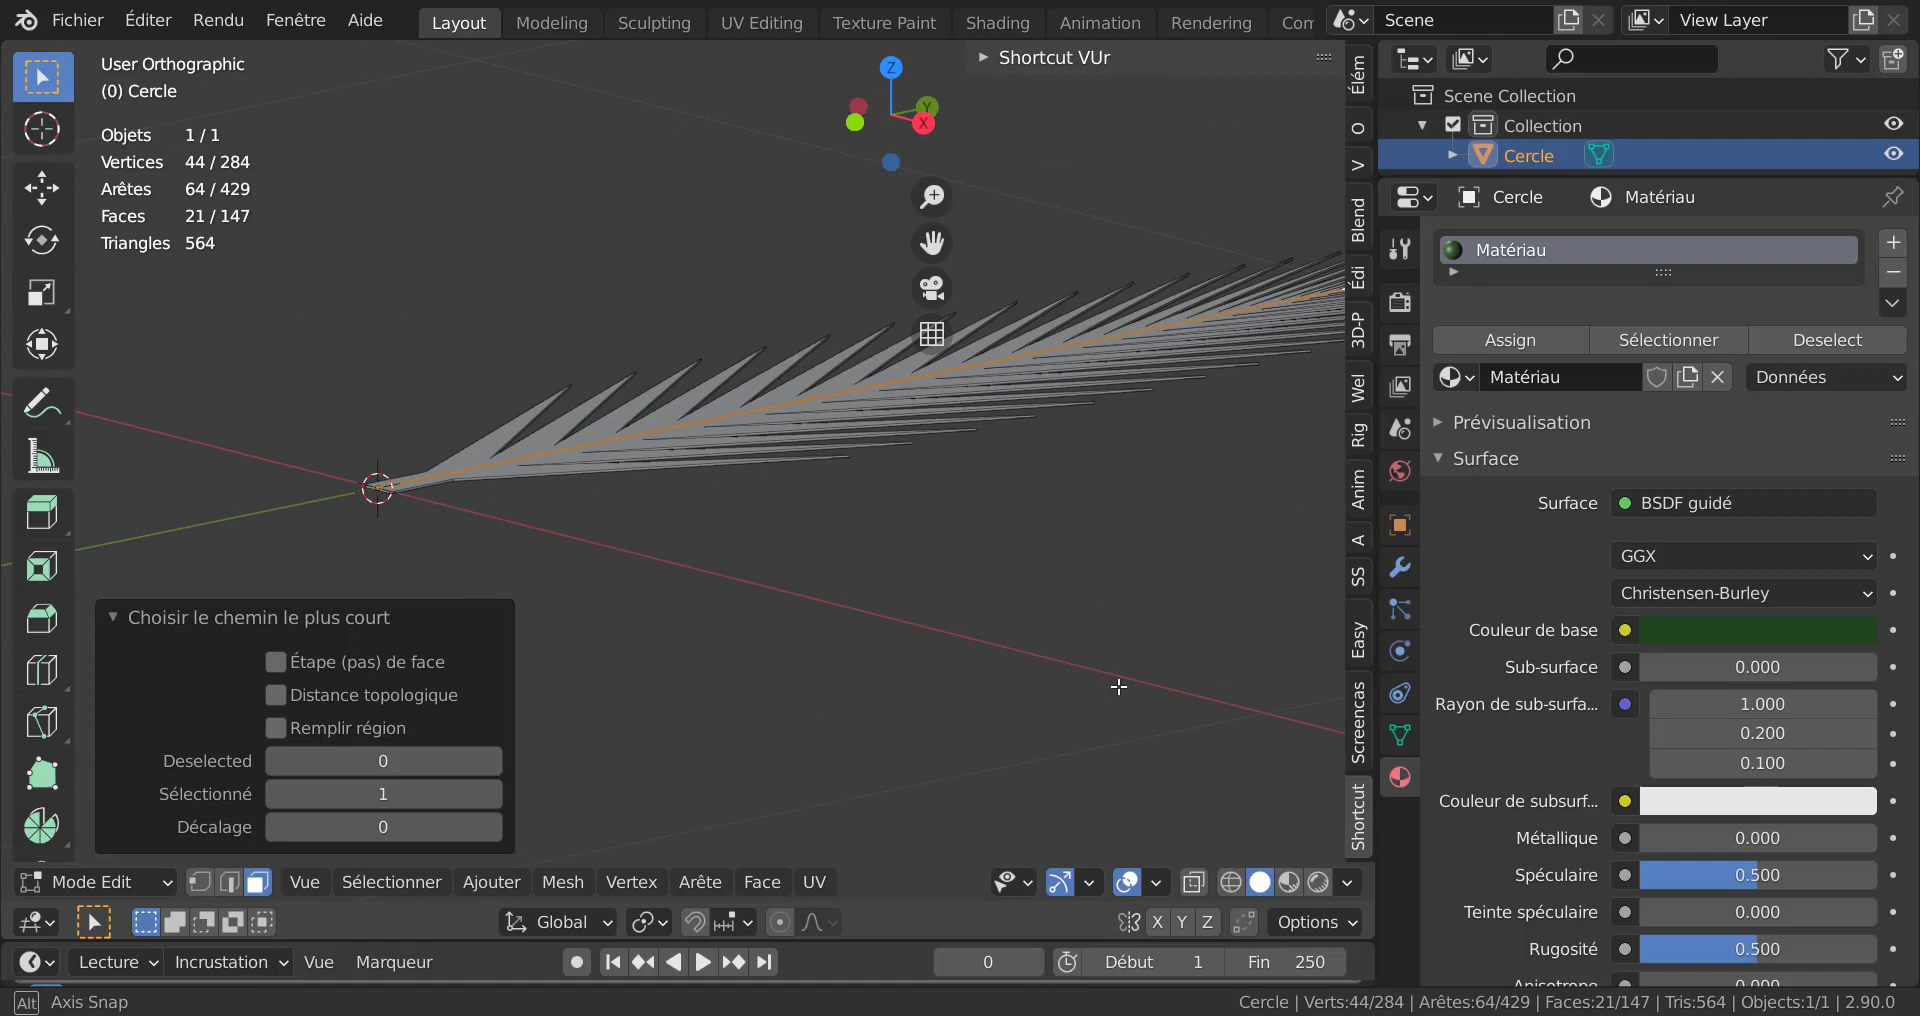 Fichier Éditer Rendu Fenêtre Aide Layout Modeling Sculpting UV Editing Texture Paint Shading Animation Rendering Con Scene View Layer
User Orthographic
(0) Cercle
Objets 1 / 1
Vertices 44 / 284
Arêtes 64 / 429
Faces 21 / 147
Triangles 564
Shortcut VUr
Z
Y
X
Élém
O
V
Blend
Édi
3D-P
Wel
Rig
Anim
A
SS
Easy
Screencas
Shortcut
Choisir le chemin le plus court
Étape (pas) de face
Distance topologique
Remplir région
Deselected 0
Sélectionné 1
Décalage 0
Mode Edit Vue Sélectionner Ajouter Mesh Vertex Arête Face UV
Global X Y Z Options
Lecture Incrustation Vue Marqueur 0 Début 1 Fin 250
Alt Axis Snap
Scene Collection
Collection
Cercle
Cercle Matériau
Matériau
Assign Sélectionner Deselect
Matériau Données
Prévisualisation
Surface
Surface BSDF guidé
GGX
Christensen-Burley
Couleur de base
Sub-surface 0.000
Rayon de sub-surfa... 1.000
0.200
0.100
Couleur de subsurf...
Métallique 0.000
Spéculaire 0.500
Teinte spéculaire 0.000
Rugosité 0.500
Anisotrope 0.000
Cercle | Verts:44/284 | Arêtes:64/429 | Faces:21/147 | Tris:564 | Objects:1/1 | 2.90.0